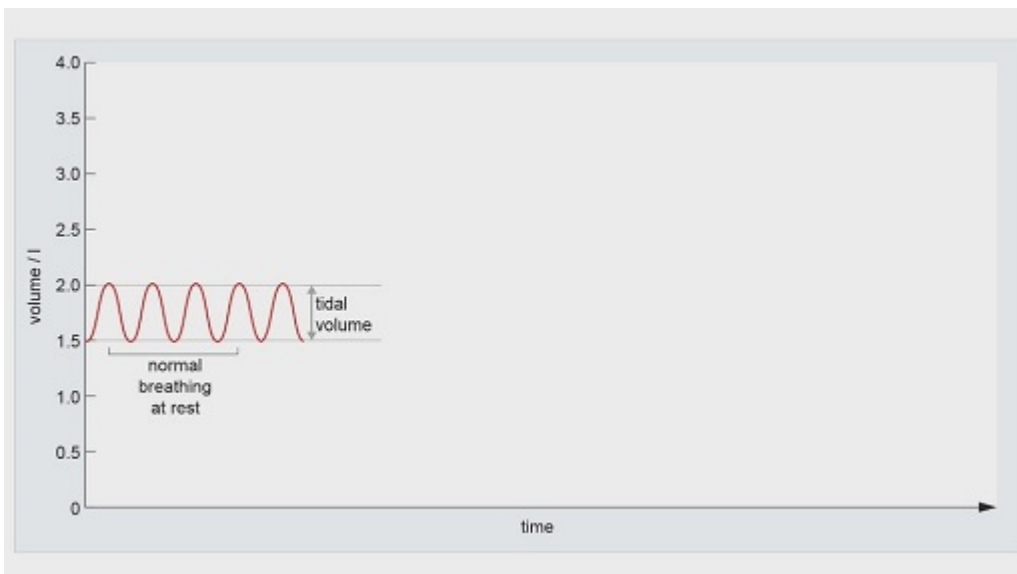 4.0
3.5
3.0
2.5
2.0
1.5
1.0
0.5
0
volume / l
tidal
volume
normal
breathing
at rest
time